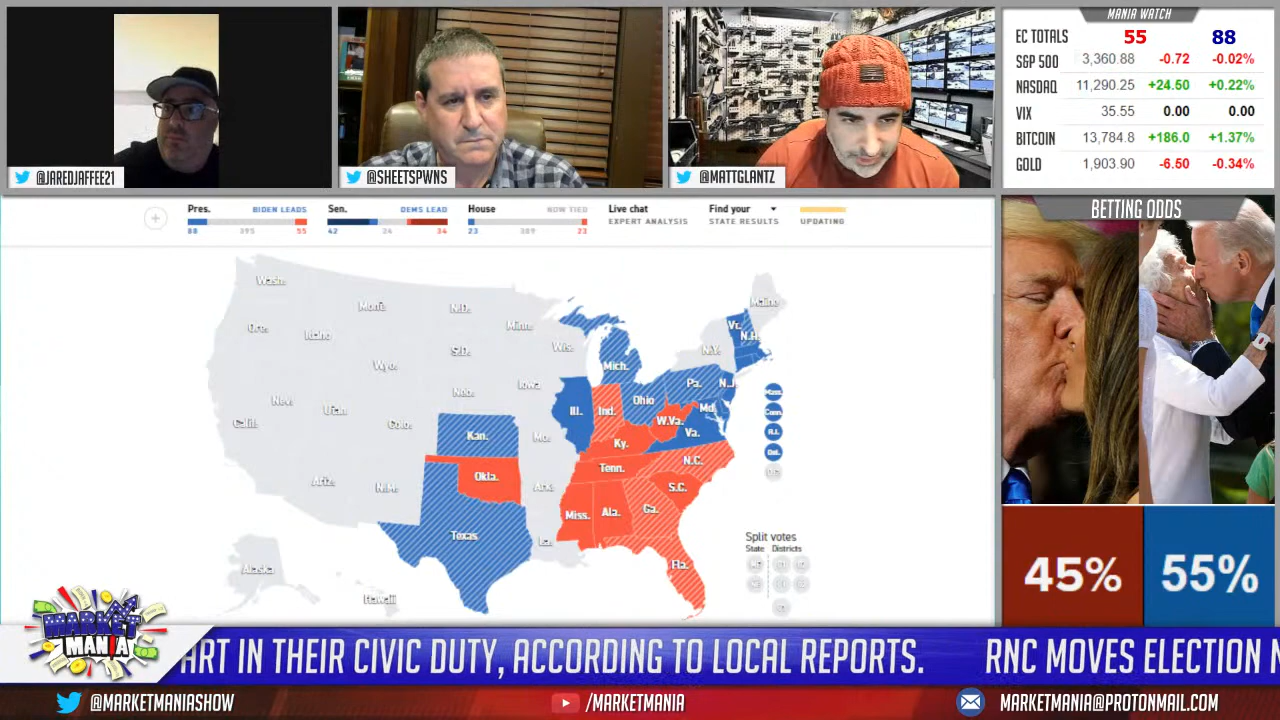 @JAREDJAFFEE21
@SHEETSPWNS
@MATTGLANTZ
MANIA WATCH
EC TOTALS 55 88
S&P 500 3,360.88 -0.72 -0.02%
NASDAQ 11,290.25 +24.50 +0.22%
VIX 35.55 0.00 0.00
BITCOIN 13,784.8 +186.0 +1.37%
GOLD 1,903.90 -6.50 -0.34%
Pres. BIDEN LEADS
88 395 55
Sen. DEMS LEAD
42 24 34
House NOW TIED
23 389 23
Live chat
EXPERT ANALYSIS
Find your
STATE RESULTS
UPDATING
BETTING ODDS
Wash.
Mont.
N.D.
Minn.
Maine
Ore.
Idaho
Wis.
Vt.
N.H.
S.D.
N.Y.
Wyo.
Mich.
Iowa
Pa.
N.J.
Neb.
Nev.
Utah
Colo.
Ill.
Ind.
Ohio
Md.
Mass.
Conn.
Calif.
Kan.
Mo.
W.Va.
Va.
R.I.
Ky.
Del.
N.C.
Tenn.
Ariz.
N.M.
Okla.
Ark.
S.C.
Miss.
Ala.
Ga.
Texas
La.
Fla.
Alaska
Hawaii
Split votes
State Districts
45% 55%
MARKET
MANIA
ART IN THEIR CIVIC DUTY, ACCORDING TO LOCAL REPORTS. RNC MOVES ELECTION
@MARKETMANIASHOW
/MARKETMANIA
MARKETMANIA@PROTONMAIL.COM